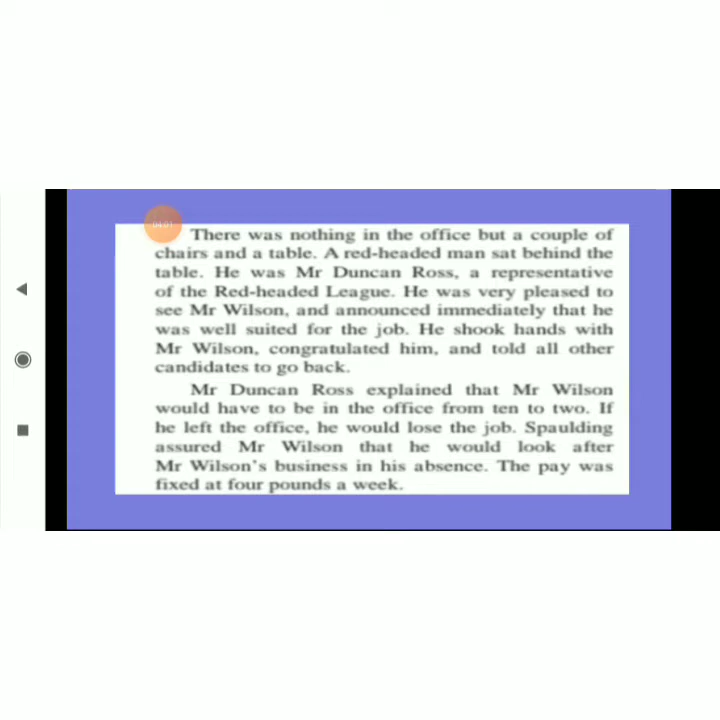 04:01
There was nothing in the office but a couple of
chairs and a table. A red-headed man sat behind the
table. He was Mr Duncan Ross, a representative
of the Red-headed League. He was very pleased to
see Mr Wilson, and announced immediately that he
was well suited for the job. He shook hands with
Mr Wilson, congratulated him, and told all other
candidates to go back.
Mr Duncan Ross explained that Mr Wilson
would have to be in the office from ten to two. If
he left the office, he would lose the job. Spaulding
assured Mr Wilson that he would look after
Mr Wilson's business in his absence. The pay was
fixed at four pounds a week.